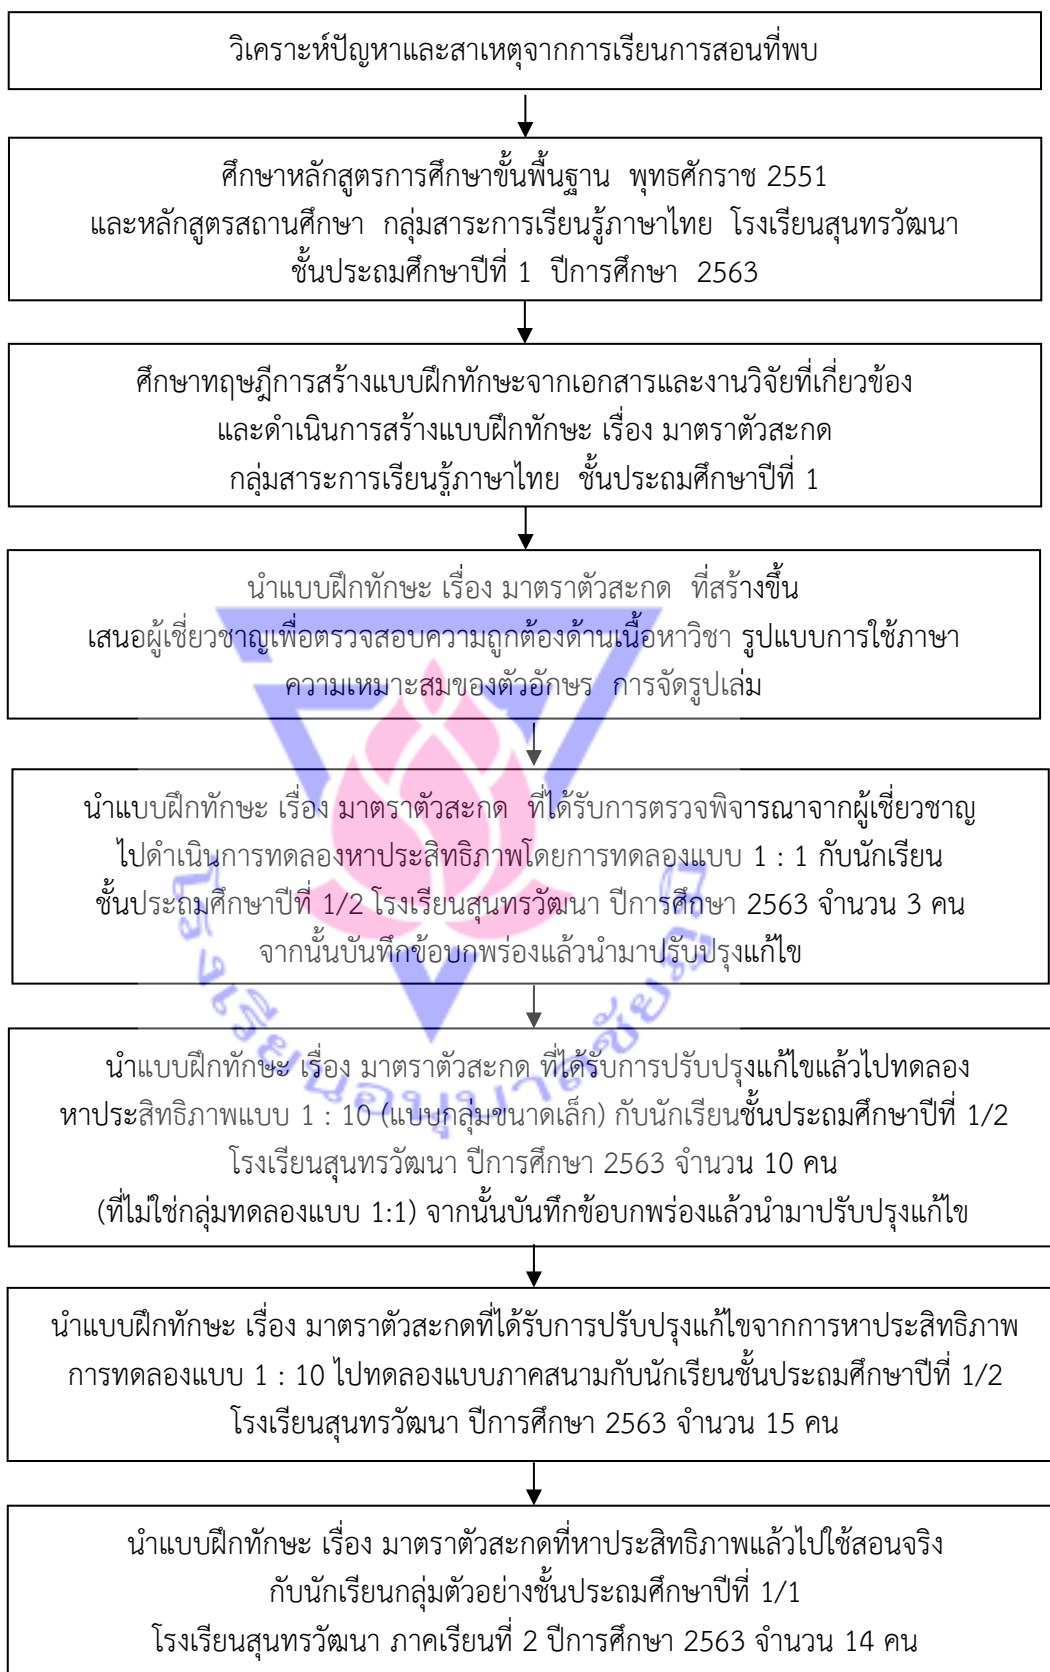 วิเคราะห์ปัญหาและสาเหตุจากการเรียนการสอนที่พบ
ศึกษาหลักสูตรการศึกษาขั้นพื้นฐาน พุทธศักราช 2551
และหลักสูตรสถานศึกษา กลุ่มสาระการเรียนรู้ภาษาไทย โรงเรียนสุนทรวัฒนา
ชั้นประถมศึกษาปีที่ 1 ปีการศึกษา 2563
ศึกษาทฤษฎีการสร้างแบบฝึกทักษะจากเอกสารและงานวิจัยที่เกี่ยวข้อง
และดำเนินการสร้างแบบฝึกทักษะ เรื่อง มาตราตัวสะกด
กลุ่มสาระการเรียนรู้ภาษาไทย ชั้นประถมศึกษาปีที่ 1
นำแบบฝึกทักษะ เรื่อง มาตราตัวสะกด ที่สร้างขึ้น
เสนอผู้เชี่ยวชาญเพื่อตรวจสอบความถูกต้องด้านเนื้อหาวิชา รูปแบบการใช้ภาษา
ความเหมาะสมของตัวอักษร การจัดรูปเล่ม
นำแบบฝึกทักษะ เรื่อง มาตราตัวสะกด ที่ได้รับการตรวจพิจารณาจากผู้เชี่ยวชาญ
ไปดำเนินการทดลองหาประสิทธิภาพโดยการทดลองแบบ 1 : 1 กับนักเรียน
ชั้นประถมศึกษาปีที่ 1/2 โรงเรียนสุนทรวัฒนา ปีการศึกษา 2563 จำนวน 3 คน
จากนั้นบันทึกข้อบกพร่องแล้วนำมาปรับปรุงแก้ไข
นำแบบฝึกทักษะ เรื่อง มาตราตัวสะกด ที่ได้รับการปรับปรุงแก้ไขแล้วไปทดลอง
หาประสิทธิภาพแบบ 1 : 10 (แบบกลุ่มขนาดเล็ก) กับนักเรียนชั้นประถมศึกษาปีที่ 1/2
โรงเรียนสุนทรวัฒนา ปีการศึกษา 2563 จำนวน 10 คน
(ที่ไม่ใช่กลุ่มทดลองแบบ 1:1) จากนั้นบันทึกข้อบกพร่องแล้วนำมาปรับปรุงแก้ไข
นำแบบฝึกทักษะ เรื่อง มาตราตัวสะกดที่ได้รับการปรับปรุงแก้ไขจากการหาประสิทธิภาพ
การทดลองแบบ 1 : 10 ไปทดลองแบบภาคสนามกับนักเรียนชั้นประถมศึกษาปีที่ 1/2
โรงเรียนสุนทรวัฒนา ปีการศึกษา 2563 จำนวน 15 คน
นำแบบฝึกทักษะ เรื่อง มาตราตัวสะกดที่หาประสิทธิภาพแล้วไปใช้สอนจริง
กับนักเรียนกลุ่มตัวอย่างชั้นประถมศึกษาปีที่ 1/1
โรงเรียนสุนทรวัฒนา ภาคเรียนที่ 2 ปีการศึกษา 2563 จำนวน 14 คน
โรงเรียนอนุบาลชัยภูมิ